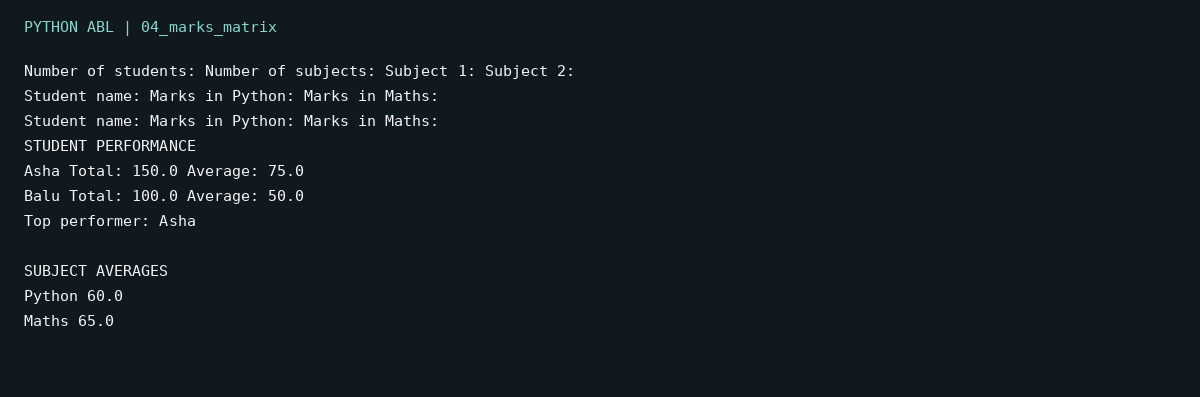 PYTHON ABL | 04_marks_matrix
Number of students: Number of subjects: Subject 1: Subject 2:
Student name: Marks in Python: Marks in Maths:
Student name: Marks in Python: Marks in Maths:
STUDENT PERFORMANCE
Asha Total: 150.0 Average: 75.0
Balu Total: 100.0 Average: 50.0
Top performer: Asha
SUBJECT AVERAGES
Python 60.0
Maths 65.0